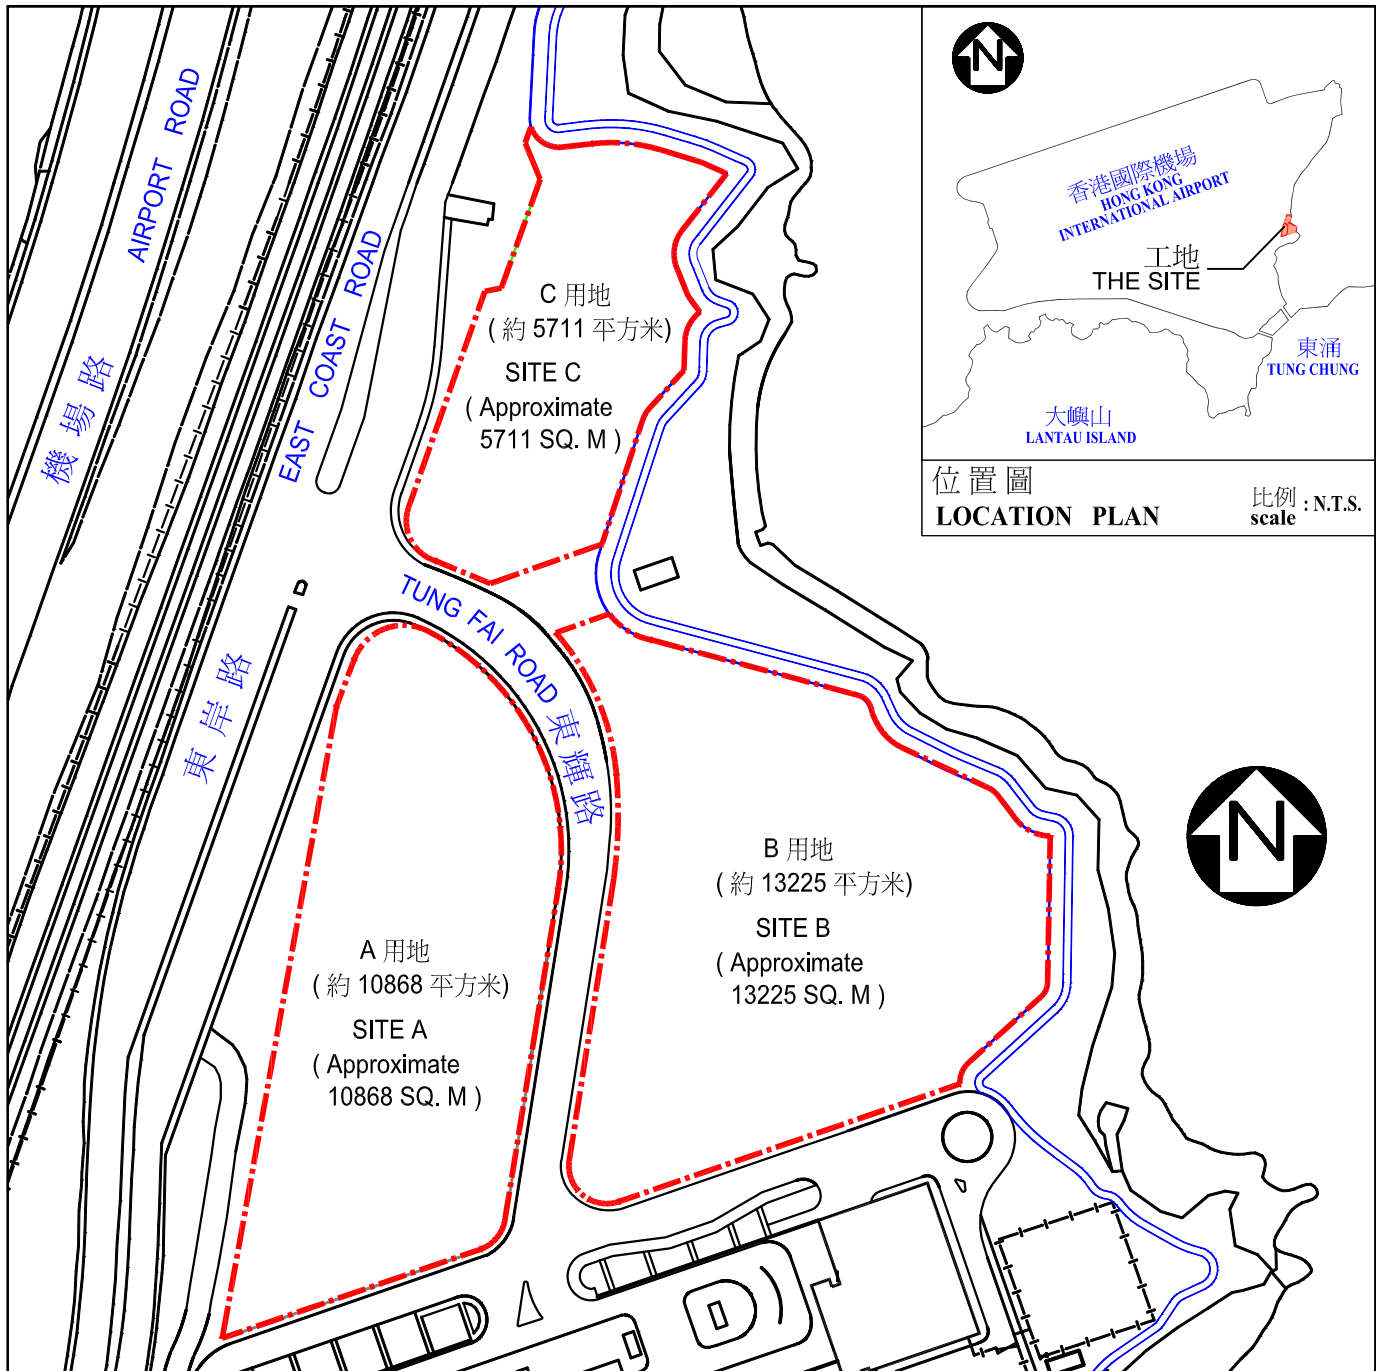 AIRPORT ROAD
機場路
EAST COAST ROAD
東岸路
TUNG FAI ROAD 東輝路
C 用地
( 約 5711 平方米)
SITE C
( Approximate
5711 SQ. M )
A 用地
( 約 10868 平方米)
SITE A
( Approximate
10868 SQ. M )
B 用地
( 約 13225 平方米)
SITE B
( Approximate
13225 SQ. M )
N
N
香港國際機場
HONG KONG
INTERNATIONAL AIRPORT
工地
THE SITE
東涌
TUNG CHUNG
大嶼山
LANTAU ISLAND
位置圖
LOCATION PLAN
比例 : N.T.S.
scale